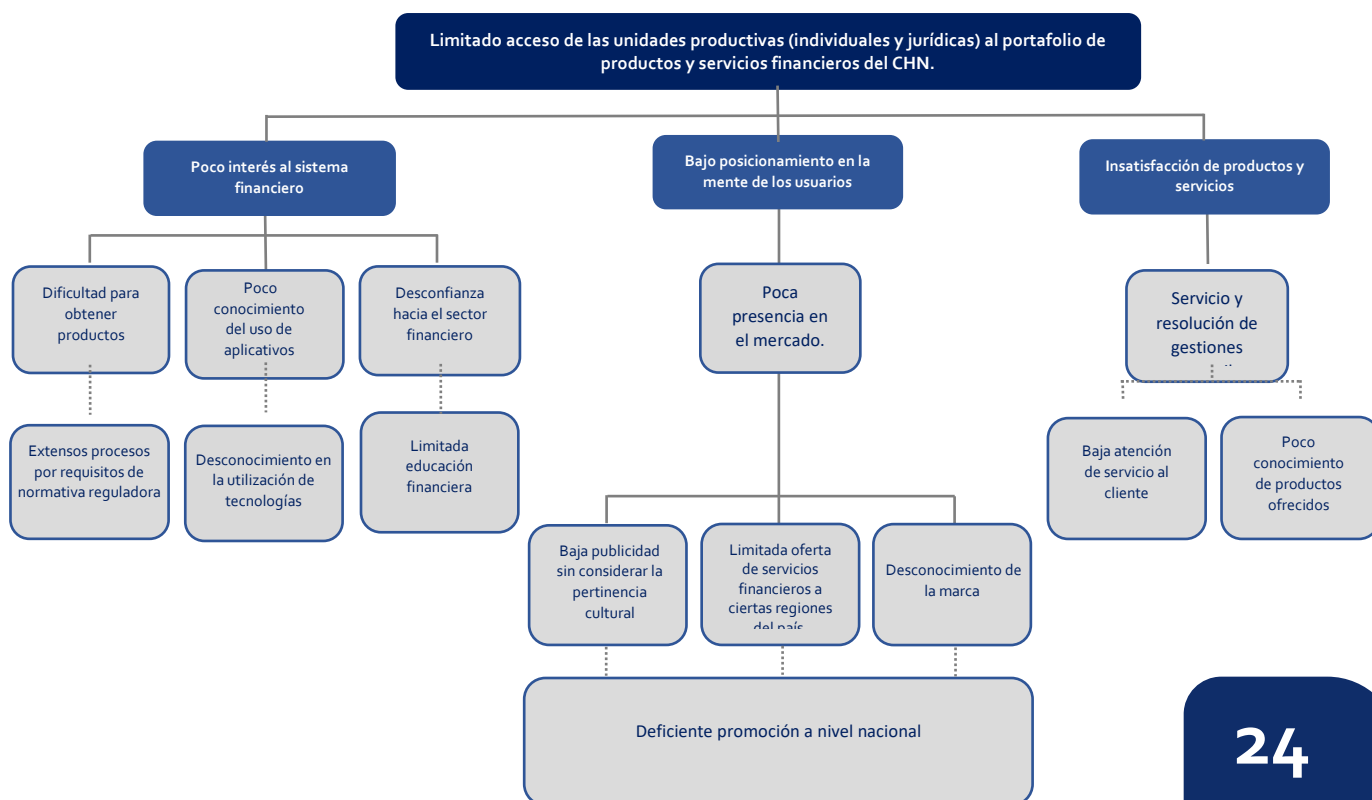 Limitado acceso de las unidades productivas (individuales y jurídicas) al portafolio de
productos y servicios financieros del CHN.
Poco interés al sistema
financiero
Bajo posicionamiento en la
mente de los usuarios
Insatisfacción de productos y
servicios
Dificultad para
obtener
productos
Poco
conocimiento
del uso de
aplicativos
Desconfianza
hacia el sector
financiero
Poca
presencia en
el mercado.
Servicio y
resolución de
gestiones
Extensos procesos
por requisitos de
normativa reguladora
Desconocimiento en
la utilización de
tecnologías
Limitada
educación
financiera
Baja atención
de servicio al
cliente
Poco
conocimiento
de productos
ofrecidos
Baja publicidad
sin considerar la
pertinencia
cultural
Limitada oferta
de servicios
financieros a
ciertas regiones
del país
Desconocimiento de
la marca
Deficiente promoción a nivel nacional
24